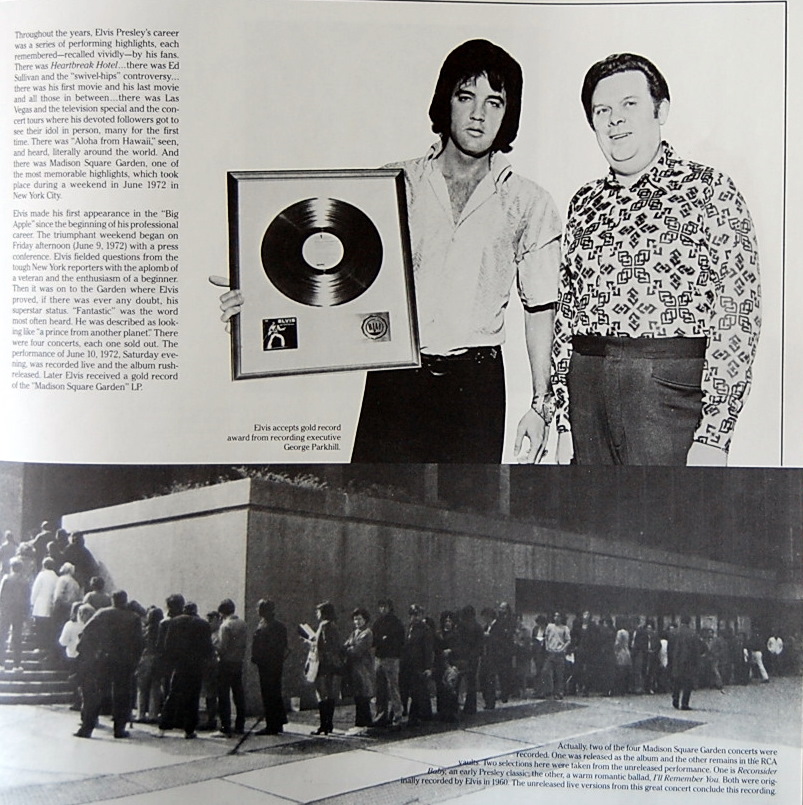 Throughout the years, Elvis Presley's career
was a series of performing highlights, each
remembered—recalled vividly—by his fans.
There was Heartbreak Hotel...there was Ed
Sullivan and the "swivel-hips" controversy...
there was his first movie and his last movie
and all those in between...there was Las
Vegas and the television special and the con-
cert tours where his devoted followers got to
see their idol in person, many for the first
time. There was "Aloha from Hawaii," seen,
and heard, literally around the world. And
there was Madison Square Garden, one of
the most memorable highlights, which took
place during a weekend in June 1972 in
New York City.
Elvis made his first appearance in the "Big
Apple" since the beginning of his professional
career. The triumphant weekend began on
Friday afternoon (June 9, 1972) with a press
conference. Elvis fielded questions from the
tough New York reporters with the aplomb of
a veteran and the enthusiasm of a beginner.
Then it was on to the Garden where Elvis
proved, if there was ever any doubt, his
superstar status. "Fantastic" was the word
most often heard. He was described as look-
ing like "a prince from another planet." There
were four concerts, each one sold out. The
performance of June 10, 1972, Saturday eve-
ning, was recorded live and the album rush-
released. Later Elvis received a gold record
of the "Madison Square Garden" LP.
ELVIS
Elvis accepts gold record
award from recording executive
George Parkhill.
Actually, two of the four Madison Square Garden concerts were
recorded. One was released as the album and the other remains in the RCA
vaults. Two selections here were taken from the unreleased performance. One is Reconsider
Baby, an early Presley classic; the other, a warm romantic ballad, I'll Remember You. Both were orig-
inally recorded by Elvis in 1960. The unreleased live versions from this great concert conclude this recording.